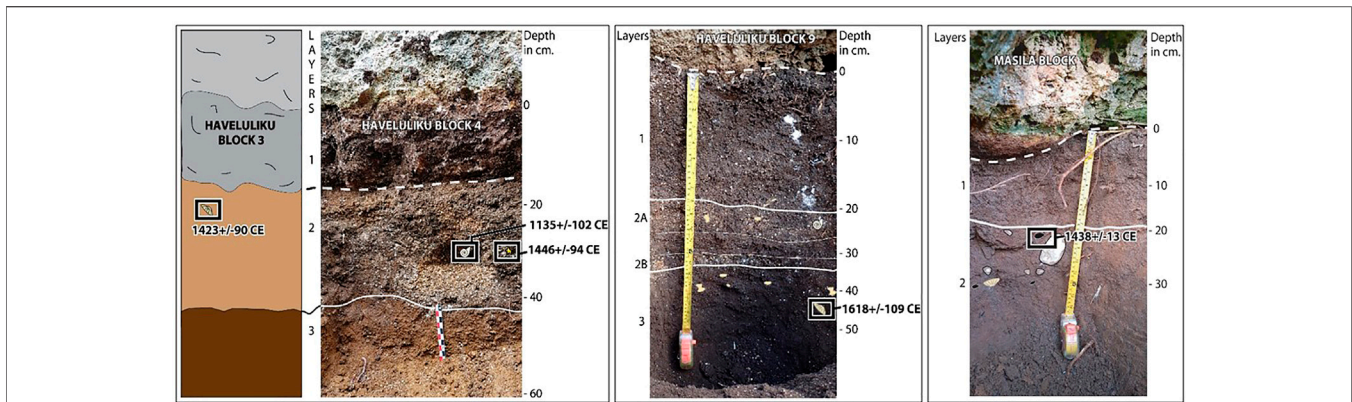 L
A
Y
E
R
S
HAVELULIKU
BLOCK 3
1
2
3
1423+/-90 CE
HAVELULIKU BLOCK 4
Depth
in cm.
0
- 20
1135+/-102 CE
1446+/-94 CE
- 40
- 60
Layers
HAVELULIKU BLOCK 9
Depth
in cm.
0
1
- 10
- 20
2A
- 30
2B
- 40
1618+/-109 CE
3
- 50
Layers
MASILA BLOCK
Depth
in cm.
0
1
- 10
- 20
1438+/-13 CE
2
- 30